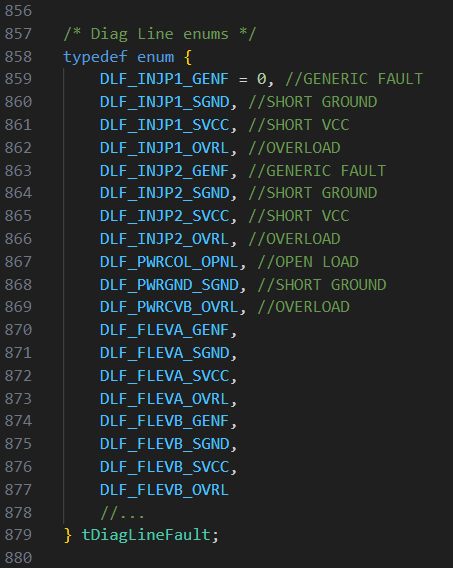 856
857 /* Diag Line enums */
858 typedef enum {
859 DLF_INJP1_GENF = 0, //GENERIC FAULT
860 DLF_INJP1_SGND, //SHORT GROUND
861 DLF_INJP1_SVCC, //SHORT VCC
862 DLF_INJP1_OVRL, //OVERLOAD
863 DLF_INJP2_GENF, //GENERIC FAULT
864 DLF_INJP2_SGND, //SHORT GROUND
865 DLF_INJP2_SVCC, //SHORT VCC
866 DLF_INJP2_OVRL, //OVERLOAD
867 DLF_PWRCOL_OPNL, //OPEN LOAD
868 DLF_PWRGND_SGND, //SHORT GROUND
869 DLF_PWRCVB_OVRL, //OVERLOAD
870 DLF_FLEVA_GENF,
871 DLF_FLEVA_SGND,
872 DLF_FLEVA_SVCC,
873 DLF_FLEVA_OVRL,
874 DLF_FLEVB_GENF,
875 DLF_FLEVB_SGND,
876 DLF_FLEVB_SVCC,
877 DLF_FLEVB_OVRL
878 //...
879 } tDiagLineFault;
880